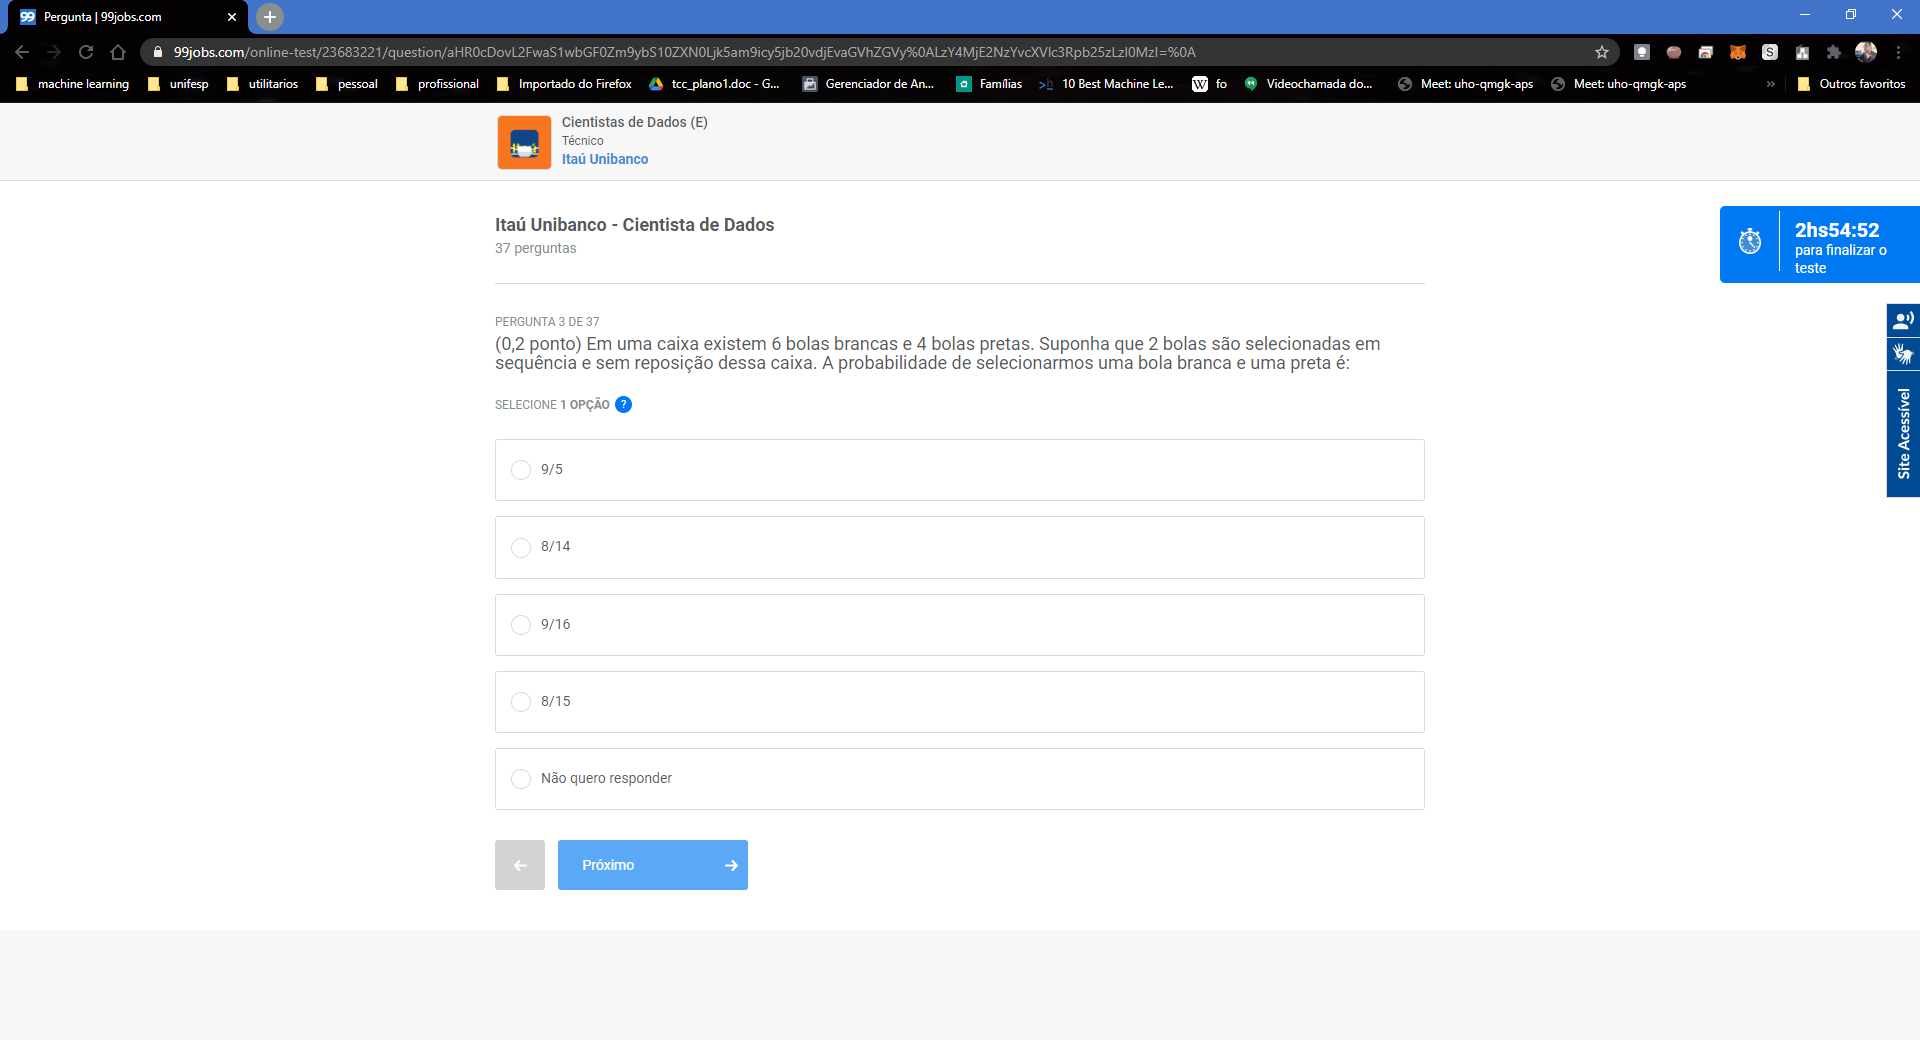 Pergunta | 99jobs.com
99jobs.com/online-test/23683221/question/aHR0cDovL2FwaS1wbGF0Zm9ybS10ZXN0Ljk5am9icy5jb20vdjEvaGVhZGVy%0ALzY4MjE2NzYvcXVlc3Rpb25zLzI0MzI=%0A
machine learning unifesp utilitarios pessoal profissional Importado do Firefox tcc_plano1.doc - G... Gerenciador de An... Famílias 10 Best Machine Le... W fo Videochamada do... Meet: uho-qmgk-aps Meet: uho-qmgk-aps » Outros favoritos
Cientistas de Dados (E)
Técnico
Itaú Unibanco
Itaú Unibanco - Cientista de Dados
37 perguntas
2hs54:52
para finalizar o
teste
PERGUNTA 3 DE 37
(0,2 ponto) Em uma caixa existem 6 bolas brancas e 4 bolas pretas. Suponha que 2 bolas são selecionadas em
sequência e sem reposição dessa caixa. A probabilidade de selecionarmos uma bola branca e uma preta é:
SELECIONE 1 OPÇÃO ?
9/5
8/14
9/16
8/15
Não quero responder
Próximo
Site Acessível